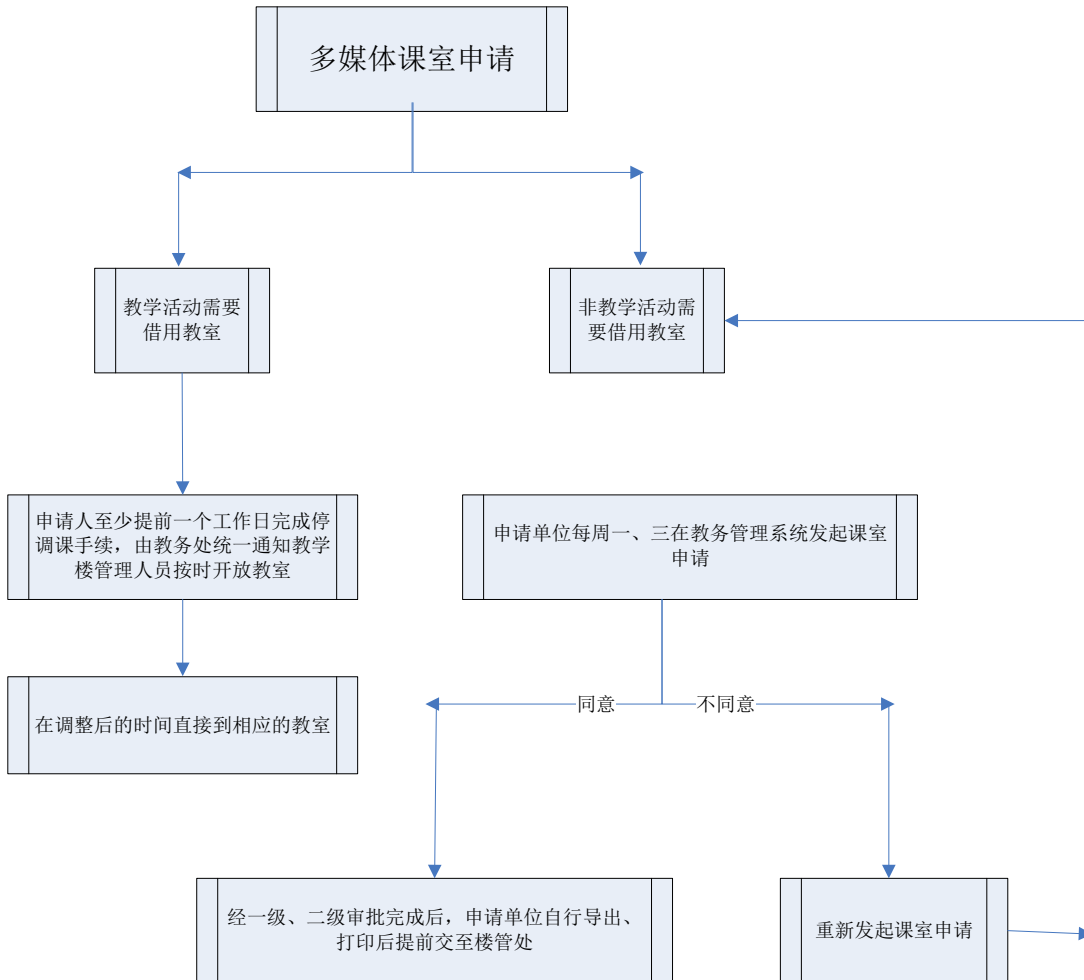 多媒体课室申请
教学活动需要
借用教室
非教学活动需
要借用教室
申请人至少提前一个工作日完成停
调课手续，由教务处统一通知教学
楼管理人员按时开放教室
申请单位每周一、三在教务管理系统发起课室
申请
在调整后的时间直接到相应的教室
同意
不同意
经一级、二级审批完成后，申请单位自行导出、
打印后提前交至楼管处
重新发起课室申请